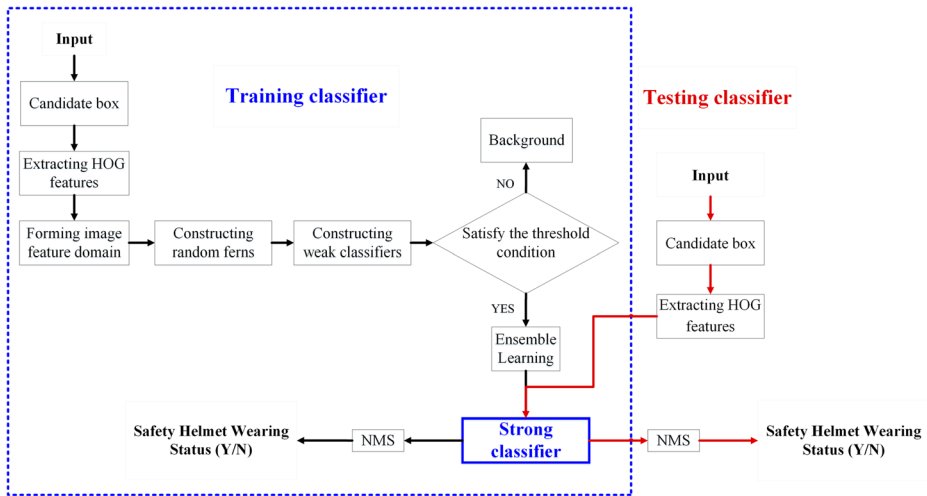 Input
Candidate box
Extracting HOG
features
Forming image
feature domain
Constructing
random ferns
Constructing
weak classifiers
Training classifier
Background
NO
Satisfy the threshold
condition
YES
Ensemble
Learning
Strong
classifier
NMS
Safety Helmet Wearing
Status (Y/N)
Testing classifier
Input
Candidate box
Extracting HOG
features
NMS
Safety Helmet Wearing
Status (Y/N)